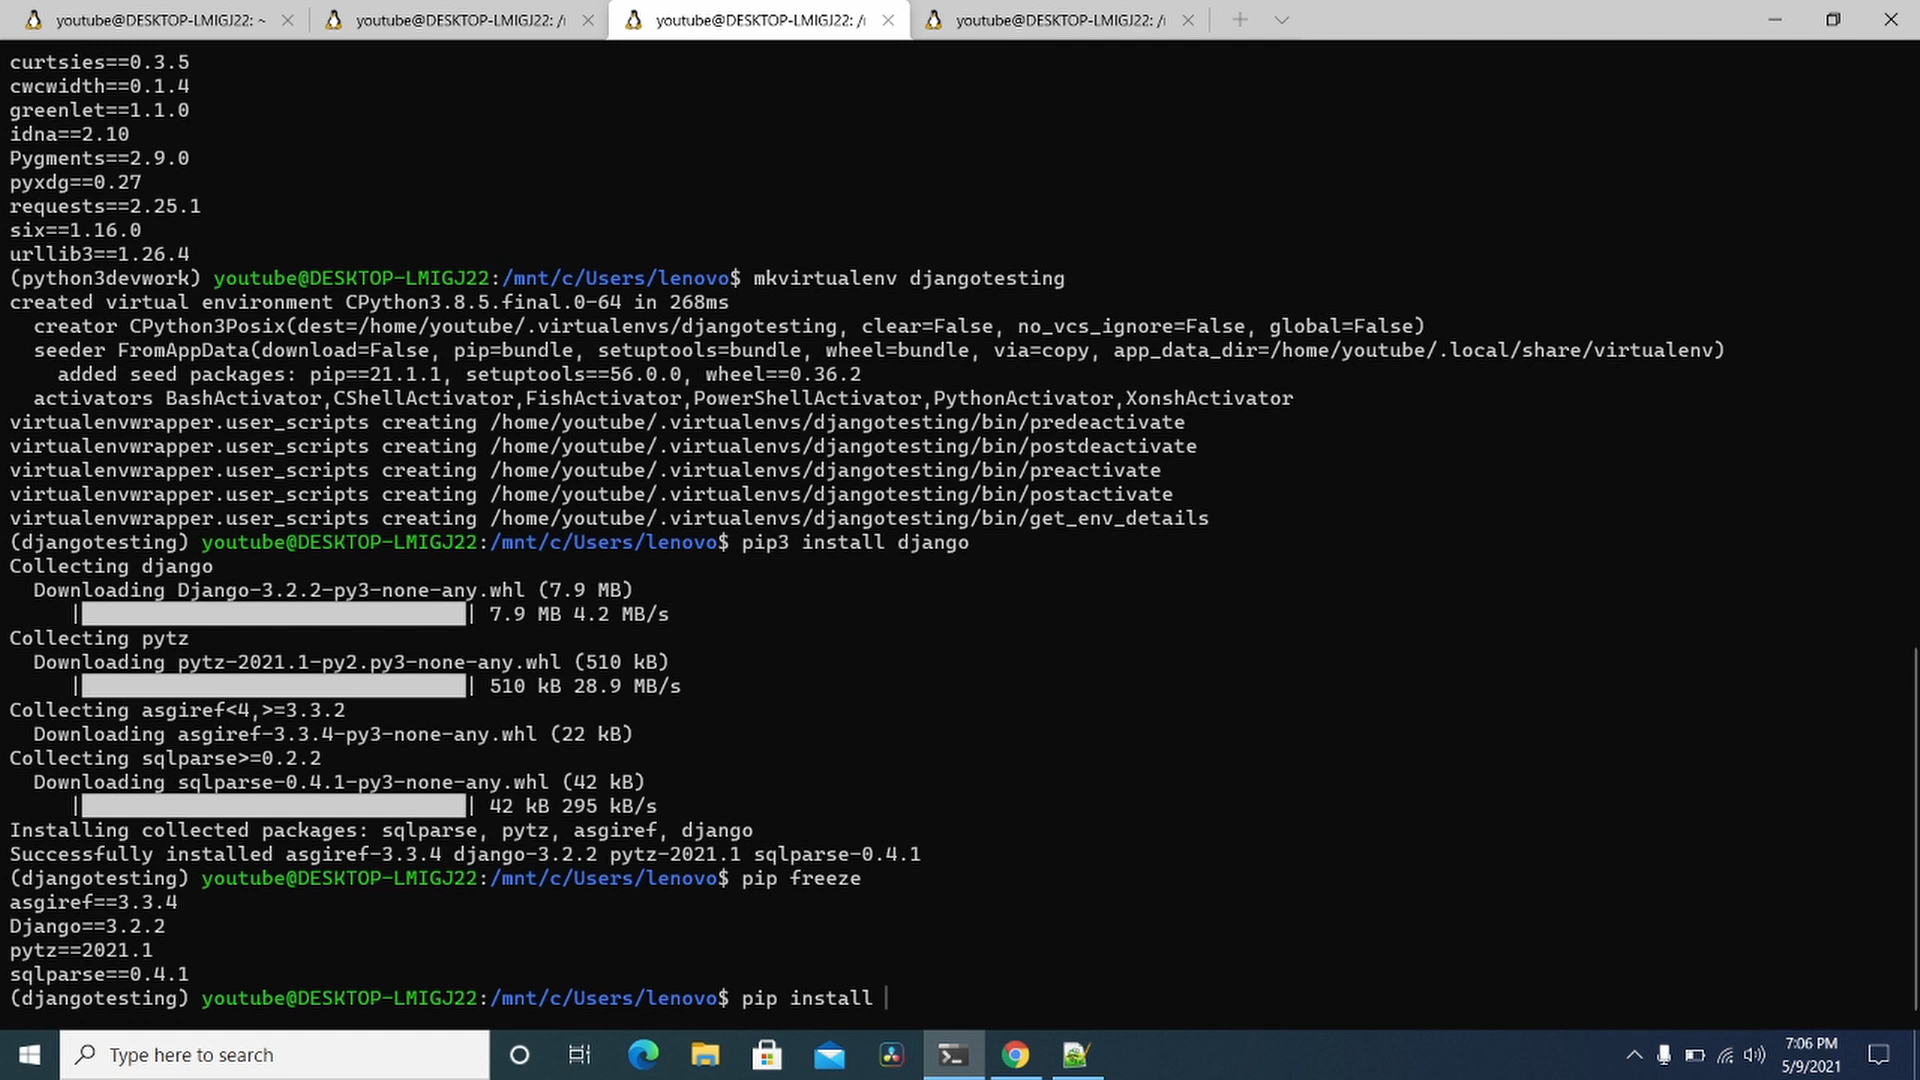 youtube@DESKTOP-LMIGJ22: ~
youtube@DESKTOP-LMIGJ22: /
youtube@DESKTOP-LMIGJ22: /
youtube@DESKTOP-LMIGJ22: /
curtsies==0.3.5
cwcwidth==0.1.4
greenlet==1.1.0
idna==2.10
Pygments==2.9.0
pyxdg==0.27
requests==2.25.1
six==1.16.0
urllib3==1.26.4
(python3devwork) youtube@DESKTOP-LMIGJ22:/mnt/c/Users/lenovo$ mkvirtualenv djangotesting
created virtual environment CPython3.8.5.final.0-64 in 268ms
  creator CPython3Posix(dest=/home/youtube/.virtualenvs/djangotesting, clear=False, no_vcs_ignore=False, global=False)
  seeder FromAppData(download=False, pip=bundle, setuptools=bundle, wheel=bundle, via=copy, app_data_dir=/home/youtube/.local/share/virtualenv)
    added seed packages: pip==21.1.1, setuptools==56.0.0, wheel==0.36.2
  activators BashActivator,CShellActivator,FishActivator,PowerShellActivator,PythonActivator,XonshActivator
virtualenvwrapper.user_scripts creating /home/youtube/.virtualenvs/djangotesting/bin/predeactivate
virtualenvwrapper.user_scripts creating /home/youtube/.virtualenvs/djangotesting/bin/postdeactivate
virtualenvwrapper.user_scripts creating /home/youtube/.virtualenvs/djangotesting/bin/preactivate
virtualenvwrapper.user_scripts creating /home/youtube/.virtualenvs/djangotesting/bin/postactivate
virtualenvwrapper.user_scripts creating /home/youtube/.virtualenvs/djangotesting/bin/get_env_details
(djangotesting) youtube@DESKTOP-LMIGJ22:/mnt/c/Users/lenovo$ pip3 install django
Collecting django
  Downloading Django-3.2.2-py3-none-any.whl (7.9 MB)
     | | 7.9 MB 4.2 MB/s
Collecting pytz
  Downloading pytz-2021.1-py2.py3-none-any.whl (510 kB)
     | | 510 kB 28.9 MB/s
Collecting asgiref<4,>=3.3.2
  Downloading asgiref-3.3.4-py3-none-any.whl (22 kB)
Collecting sqlparse>=0.2.2
  Downloading sqlparse-0.4.1-py3-none-any.whl (42 kB)
     | | 42 kB 295 kB/s
Installing collected packages: sqlparse, pytz, asgiref, django
Successfully installed asgiref-3.3.4 django-3.2.2 pytz-2021.1 sqlparse-0.4.1
(djangotesting) youtube@DESKTOP-LMIGJ22:/mnt/c/Users/lenovo$ pip freeze
asgiref==3.3.4
Django==3.2.2
pytz==2021.1
sqlparse==0.4.1
(djangotesting) youtube@DESKTOP-LMIGJ22:/mnt/c/Users/lenovo$ pip install
Type here to search
7:06 PM
5/9/2021